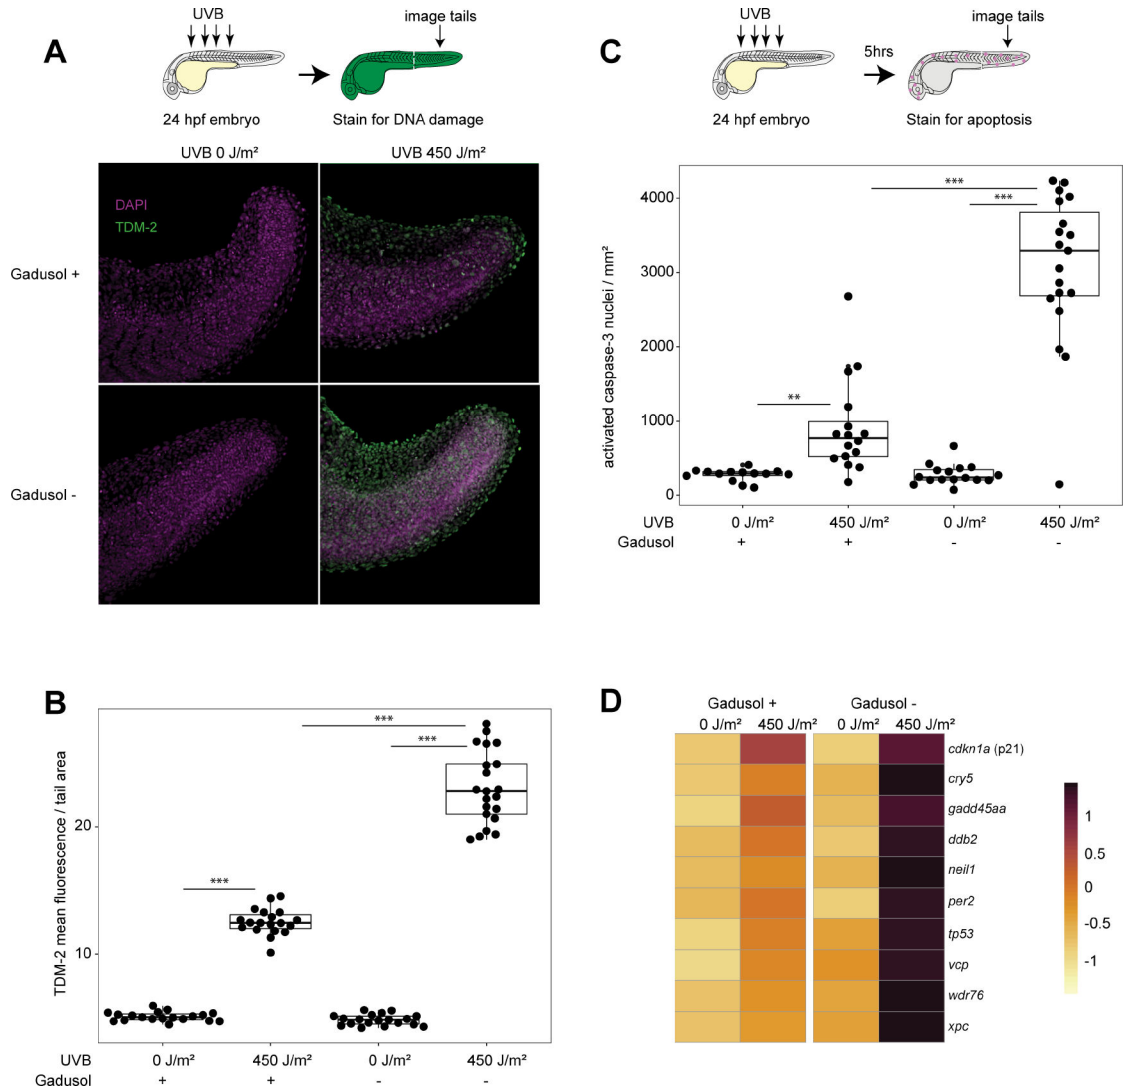 A
UVB
image tails
24 hpf embryo
Stain for DNA damage
UVB 0 J/m²
UVB 450 J/m²
DAPI
TDM-2
Gadusol +
Gadusol -
B
TDM-2 mean fluorescence / tail area
20
10
***
***
***
UVB
0 J/m²
450 J/m²
0 J/m²
450 J/m²
Gadusol
+
+
-
-
C
UVB
image tails
5hrs
24 hpf embryo
Stain for apoptosis
activated caspase-3 nuclei / mm²
4000
3000
2000
1000
0
***
***
**
UVB
0 J/m²
450 J/m²
0 J/m²
450 J/m²
Gadusol
+
+
-
-
D
Gadusol +
Gadusol -
0 J/m²
450 J/m²
0 J/m²
450 J/m²
cdkn1a (p21)
cry5
gadd45aa
ddb2
neil1
per2
tp53
vcp
wdr76
xpc
1
0.5
0
-0.5
-1